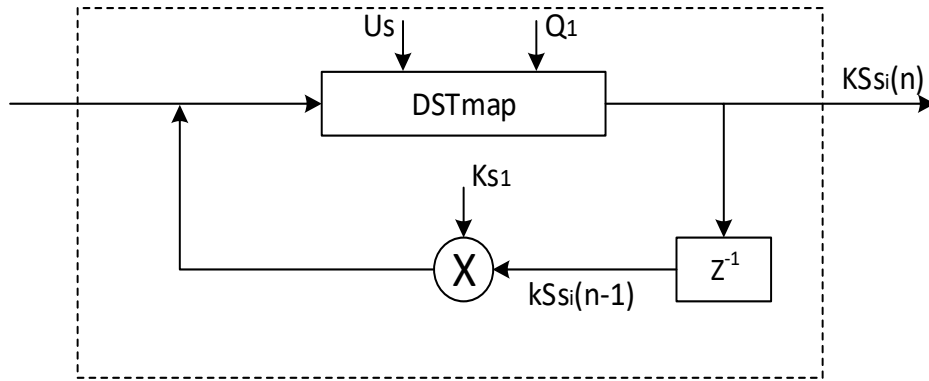 Us
Q1
KSsi(n)
DSTmap
Ks1
X
Z-1
kSsi(n-1)